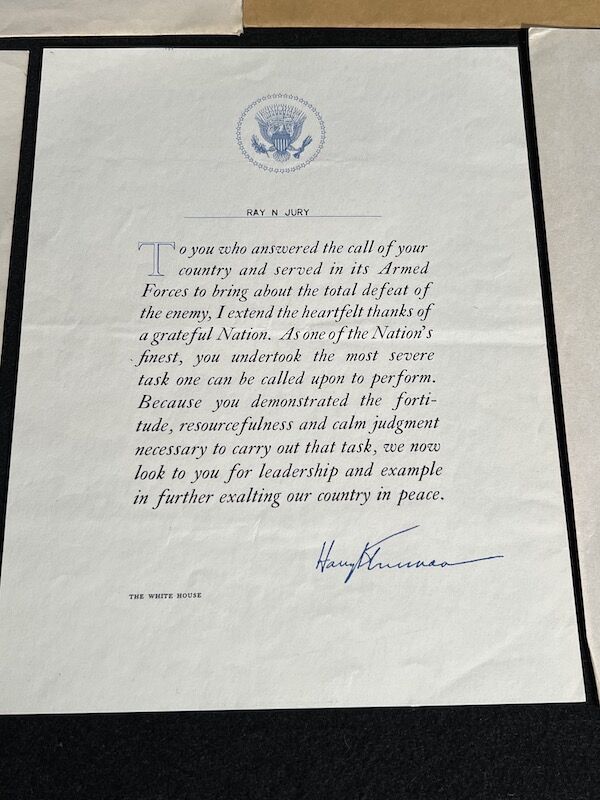 RAY N JURY
To you who answered the call of your
country and served in its Armed
Forces to bring about the total defeat of
the enemy, I extend the heartfelt thanks of
a grateful Nation. As one of the Nation's
finest, you undertook the most severe
task one can be called upon to perform.
Because you demonstrated the forti-
tude, resourcefulness and calm judgment
necessary to carry out that task, we now
look to you for leadership and example
in further exalting our country in peace.
Harry S Truman
THE WHITE HOUSE